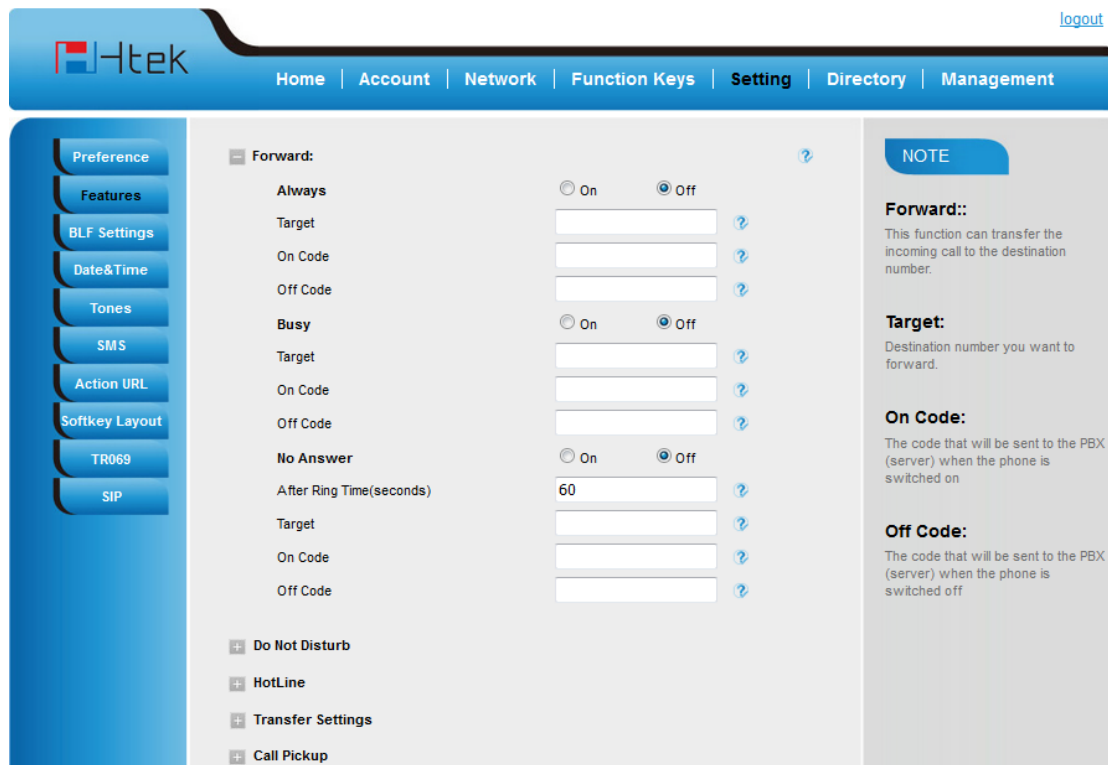 logout
Htek
Home | Account | Network | Function Keys | Setting | Directory | Management
Preference
Features
BLF Settings
Date&Time
Tones
SMS
Action URL
Softkey Layout
TR069
SIP
Forward:
Always On Off
Target
On Code
Off Code
Busy On Off
Target
On Code
Off Code
No Answer On Off
After Ring Time(seconds) 60
Target
On Code
Off Code
Do Not Disturb
HotLine
Transfer Settings
Call Pickup
NOTE
Forward::
This function can transfer the
incoming call to the destination
number.
Target:
Destination number you want to
forward.
On Code:
The code that will be sent to the PBX
(server) when the phone is
switched on
Off Code:
The code that will be sent to the PBX
(server) when the phone is
switched off